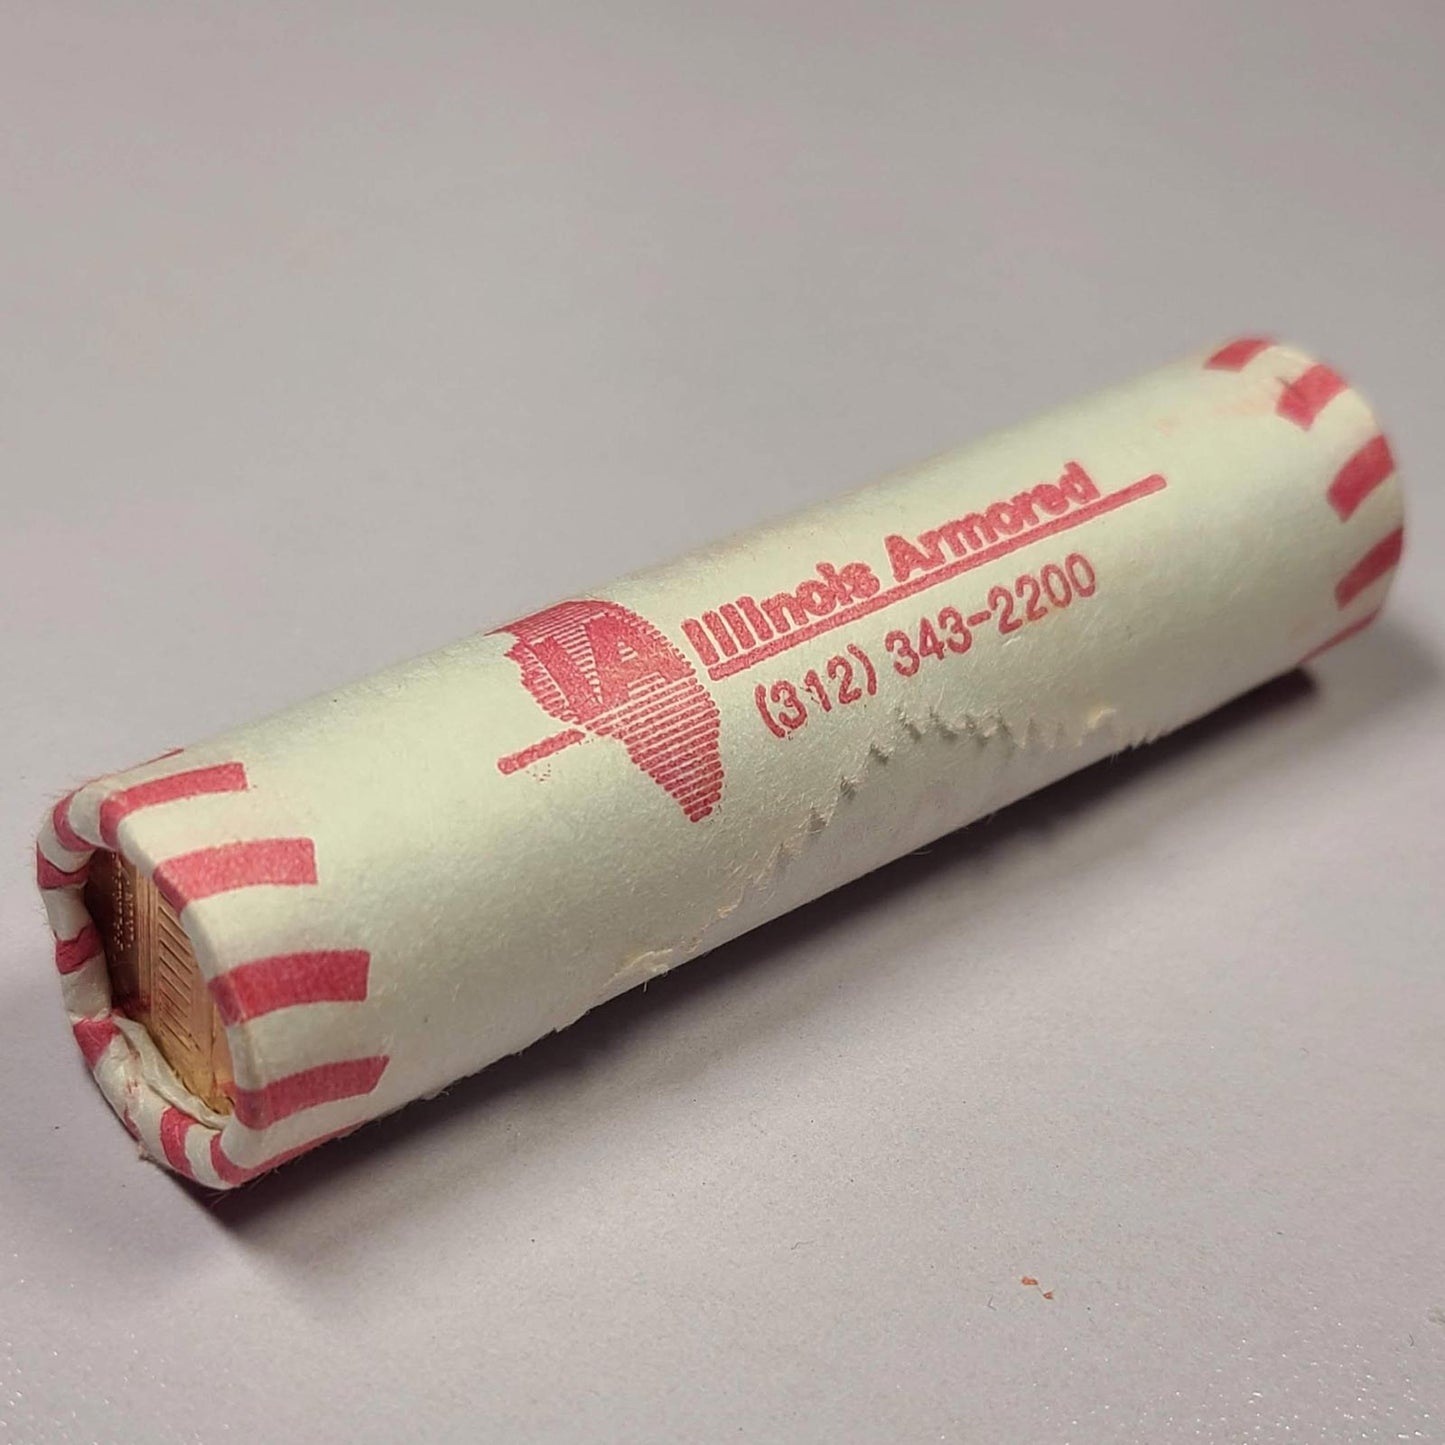 IA
Illinois Armored
(312) 343-2200